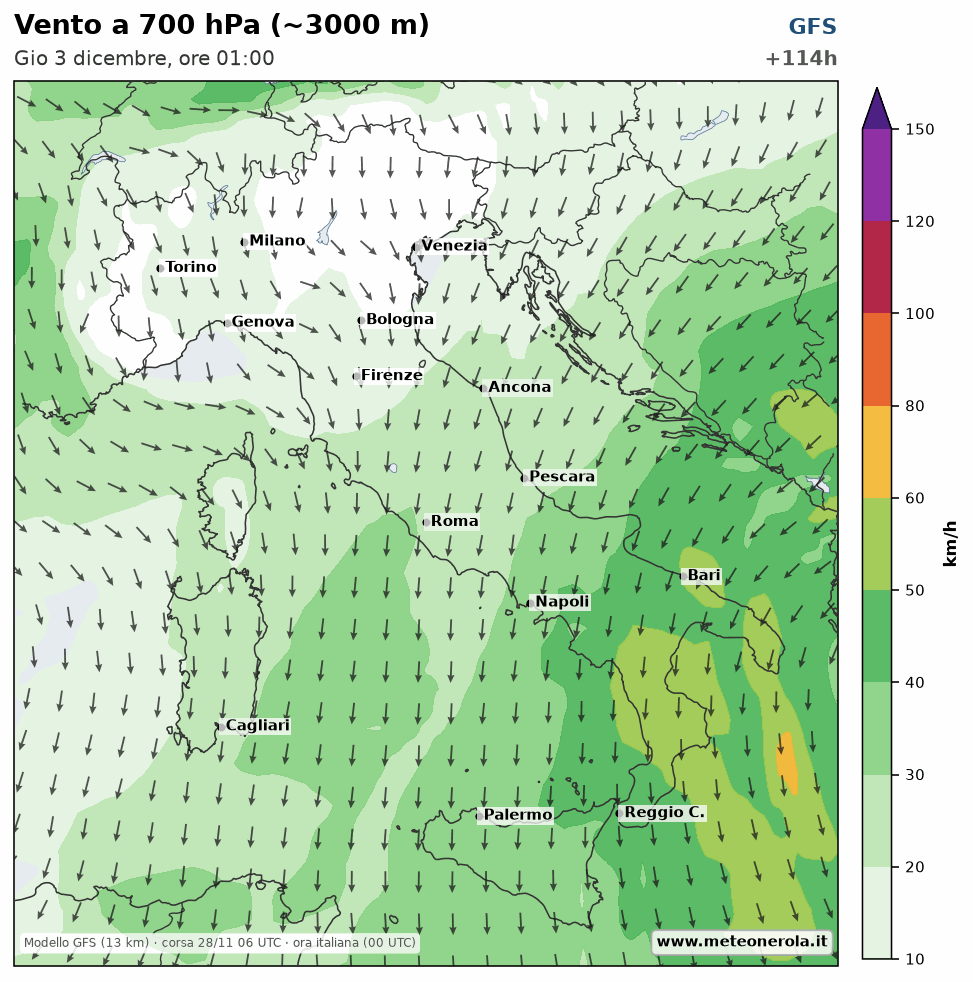 Vento a 700 hPa (~3000 m)
GFS
Gio 3 dicembre, ore 01:00
+114h
150
120
100
80
60
50
40
30
20
10
km/h
Milano
Venezia
Torino
Genova
Bologna
Firenze
Ancona
Pescara
Roma
Bari
Napoli
Cagliari
Palermo
Reggio C.
Modello GFS (13 km) · corsa 28/11 06 UTC · ora italiana (00 UTC)
www.meteonerola.it